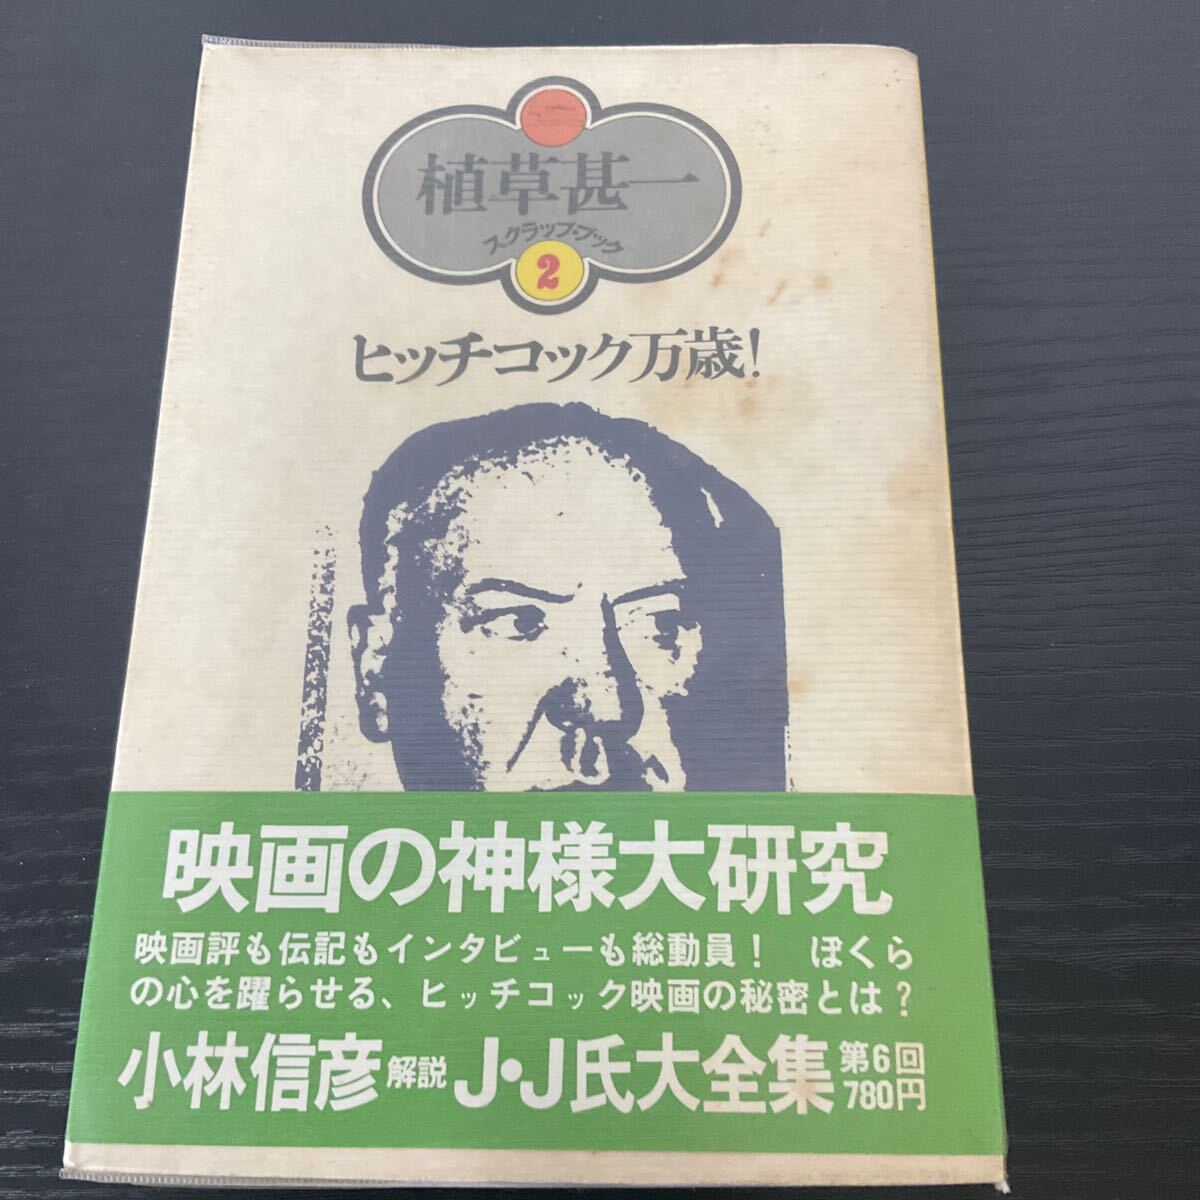 植草甚一
スクラップ・ブック
2
ヒッチコック万歳!
映画の神様大研究
映画評も伝記もインタビューも総動員! ぼくら
の心を躍らせる、ヒッチコック映画の秘密とは?
小林信彦 解説 J・J氏大全集 第6回
780円